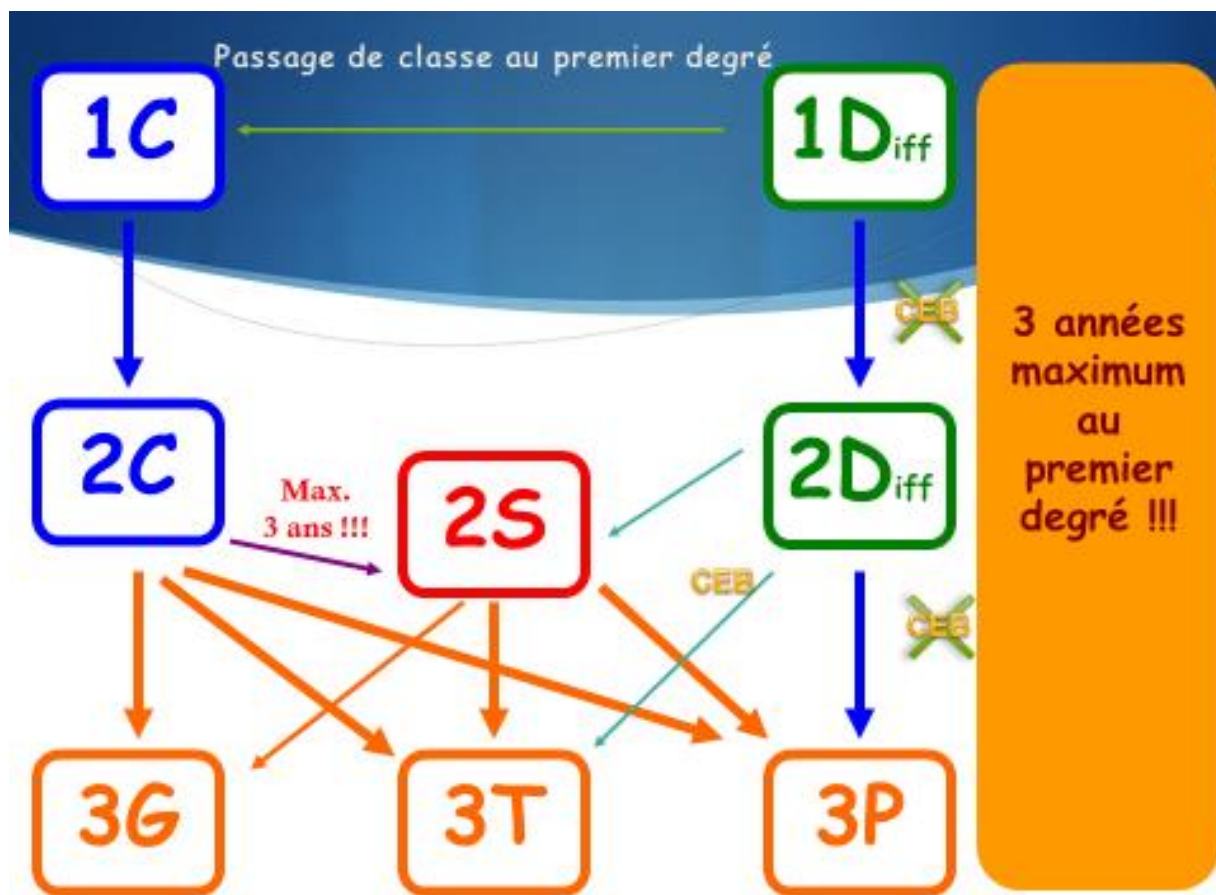 Passage de classe au premier degré
1C
1Diff
CEB
3 années
maximum
au
premier
degré !!!
2C
Max.
3 ans !!!
2S
2Diff
CEB
CEB
3G
3T
3P